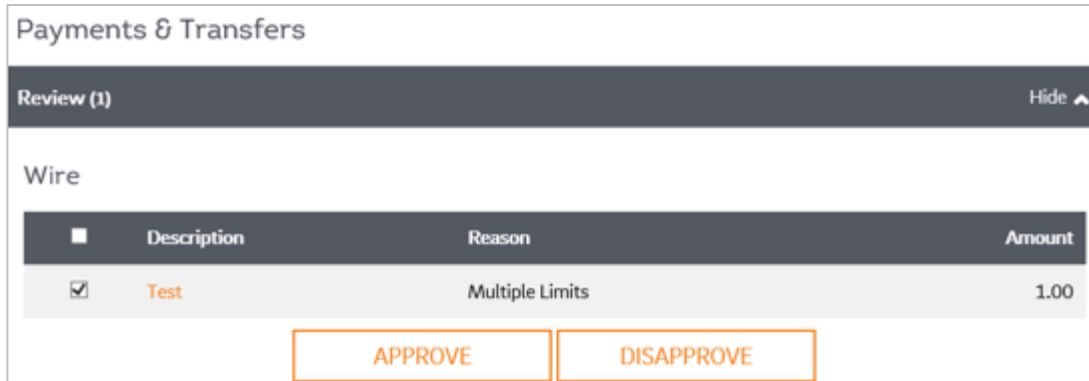 Payments & Transfers
Review (1) Hide
Wire
Description Reason Amount
Test Multiple Limits 1.00
APPROVE DISAPPROVE